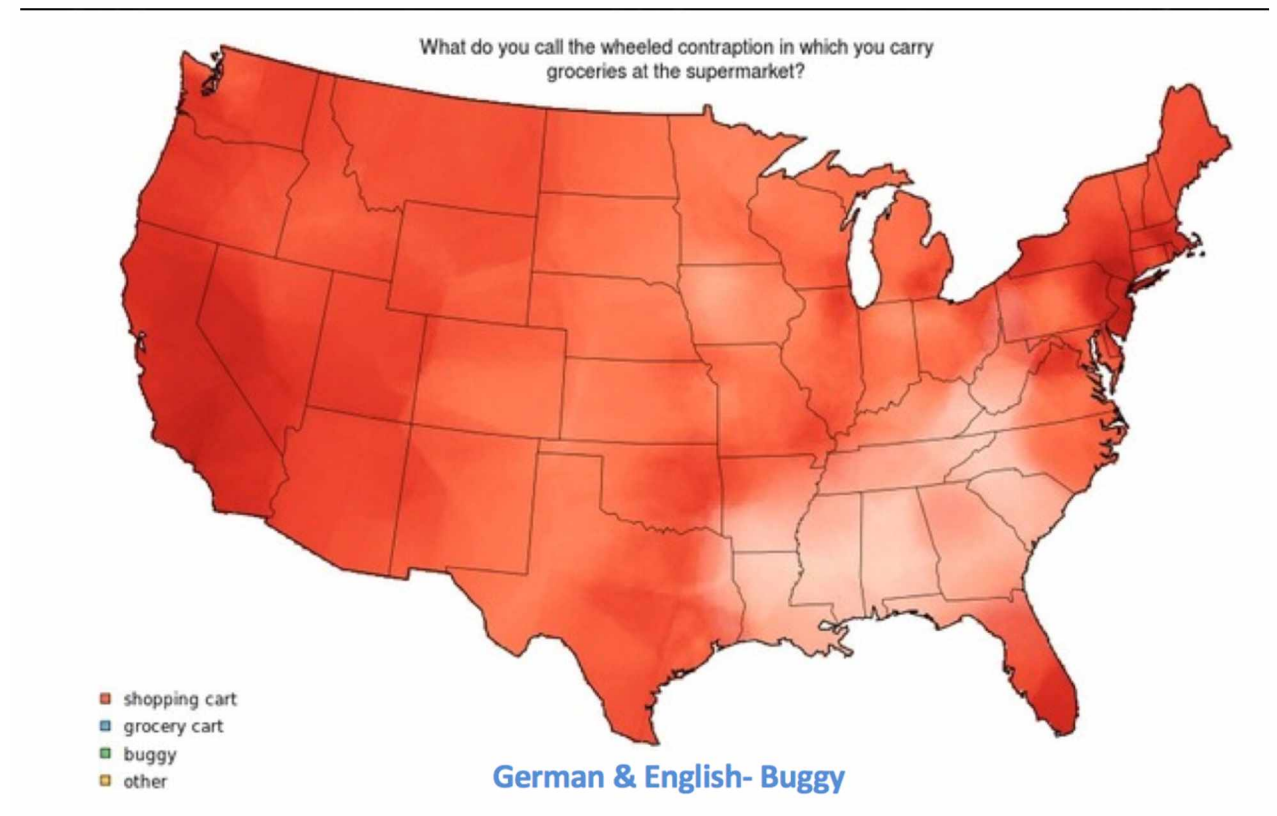 What do you call the wheeled contraption in which you carry
groceries at the supermarket?
shopping cart
grocery cart
buggy
other
German & English- Buggy